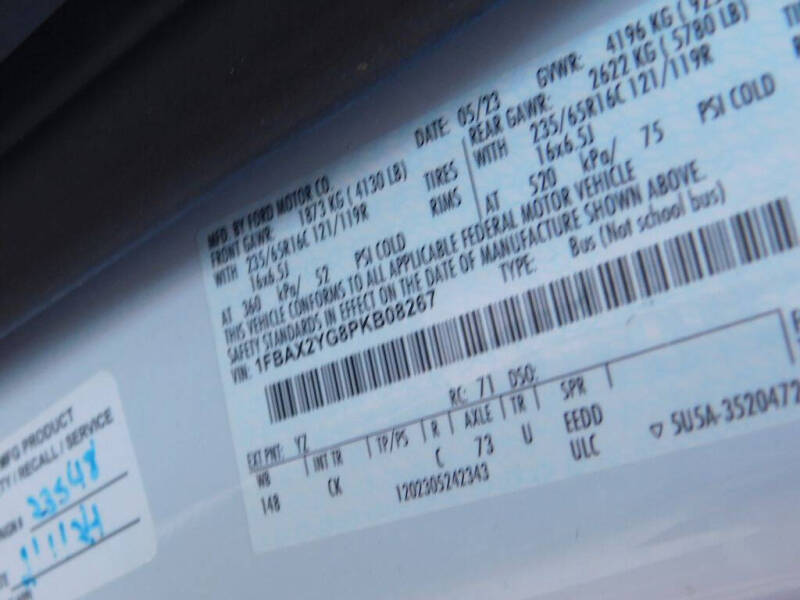 MFD. BY FORD MOTOR CO.
DATE: 05/23
GVWR: 4196 KG
FRONT GAWR: 1873 KG ( 4130 LB)
REAR GAWR: 2622 KG ( 5780 LB)
WITH 235/65R16C 121/119R TIRES
WITH 235/65R16C 121/119R
16x6.5J RIMS
16x6.5J
AT 360 kPa/ 52 PSI COLD
AT 520 kPa/ 75 PSI COLD
THIS VEHICLE CONFORMS TO ALL APPLICABLE FEDERAL MOTOR VEHICLE
SAFETY STANDARDS IN EFFECT ON THE DATE OF MANUFACTURE SHOWN ABOVE.
VIN: 1FBAX2YG8PKB08267
TYPE: Bus (Not school bus)
EXT PNT: YZ RC: 71 DSO:
WB INT TR TP/PS R AXLE TR SPR
148 CK C 73 U EEDD
1202305242343 ULC
5U5A-3520472
MFG PRODUCT
/ RECALL / SERVICE
23548